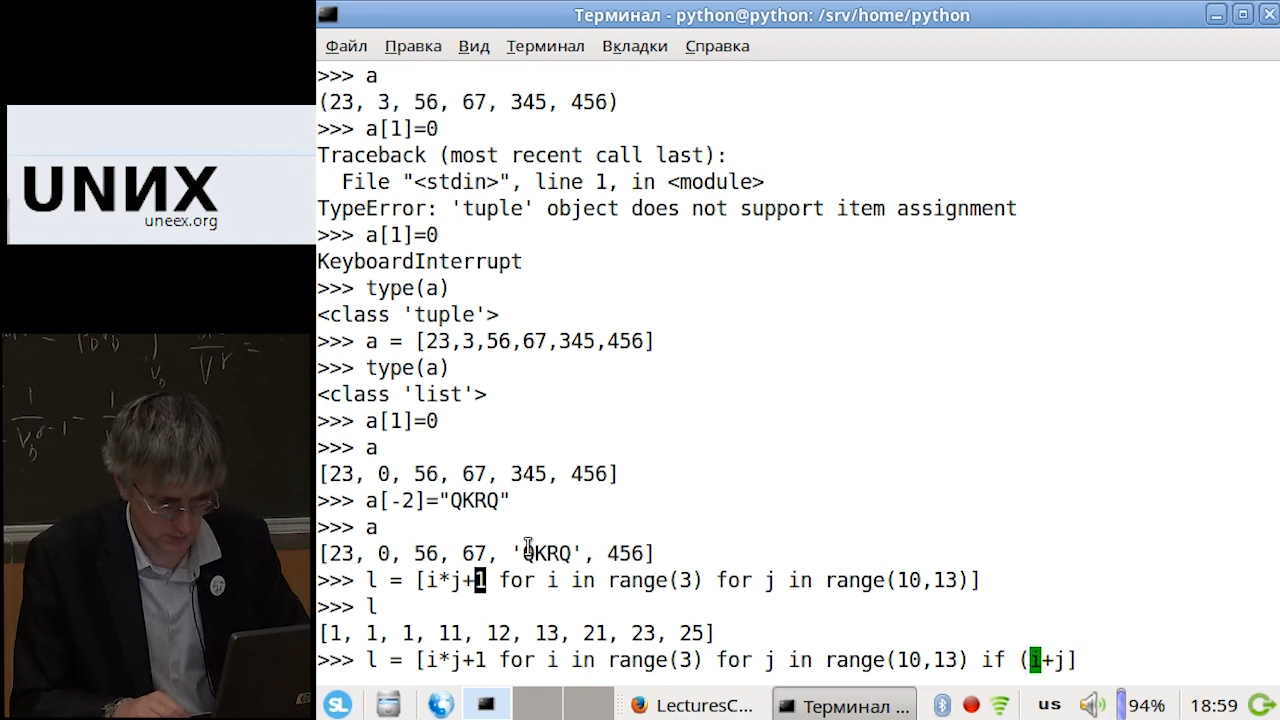 Терминал - python@python: /srv/home/python
Файл Правка Вид Терминал Вкладки Справка
>>> a
(23, 3, 56, 67, 345, 456)
>>> a[1]=0
Traceback (most recent call last):
  File "<stdin>", line 1, in <module>
TypeError: 'tuple' object does not support item assignment
>>> a[1]=0
KeyboardInterrupt
>>> type(a)
<class 'tuple'>
>>> a = [23,3,56,67,345,456]
>>> type(a)
<class 'list'>
>>> a[1]=0
>>> a
[23, 0, 56, 67, 345, 456]
>>> a[-2]="QKRQ"
>>> a
[23, 0, 56, 67, 'QKRQ', 456]
>>> l = [i*j+1 for i in range(3) for j in range(10,13)]
>>> l
[1, 1, 1, 11, 12, 13, 21, 23, 25]
>>> l = [i*j+1 for i in range(3) for j in range(10,13) if (i+j]
SL LecturesC... Терминал ... us 94% 18:59
UNИX
uneex.org